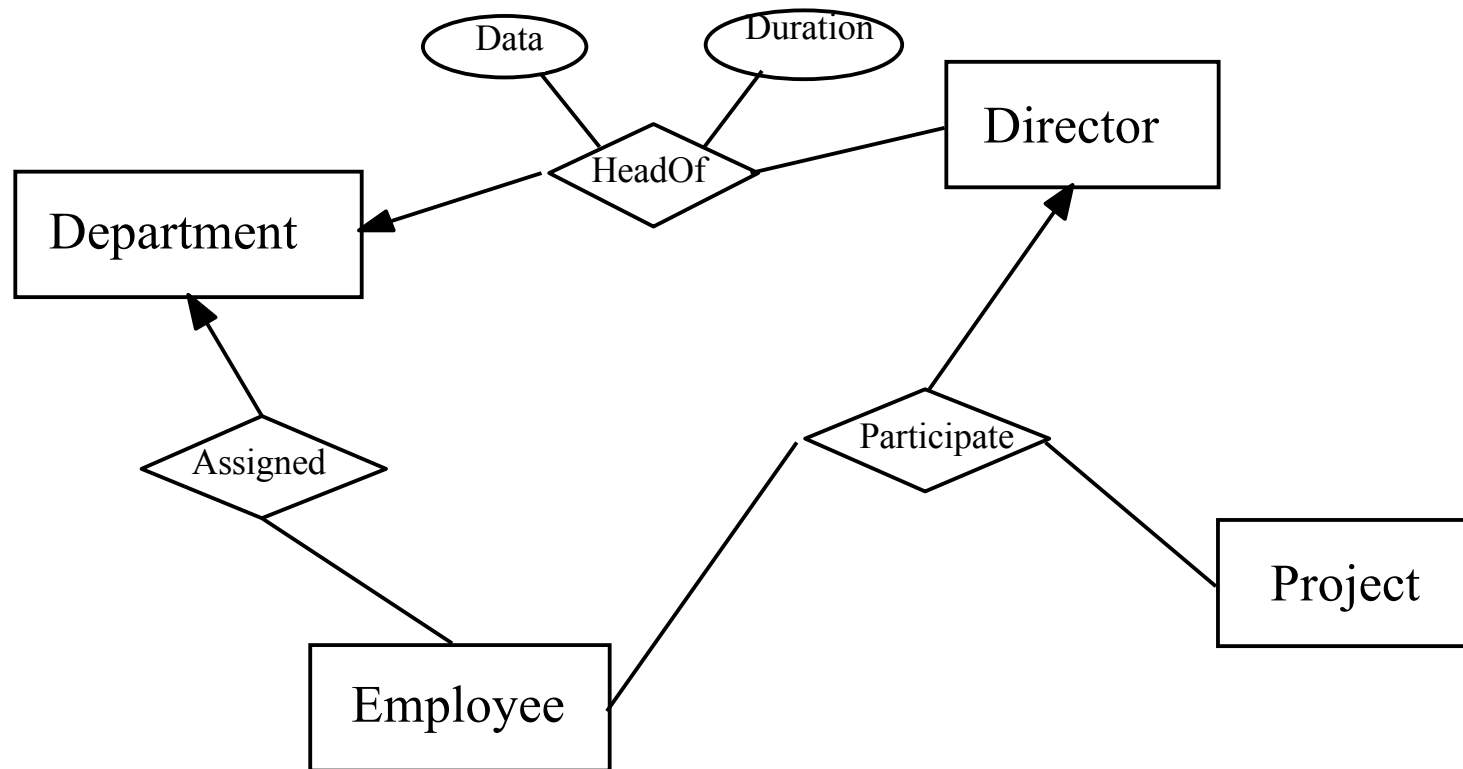 Data
Duration
Director
HeadOf
Department
Participate
Assigned
Project
Employee